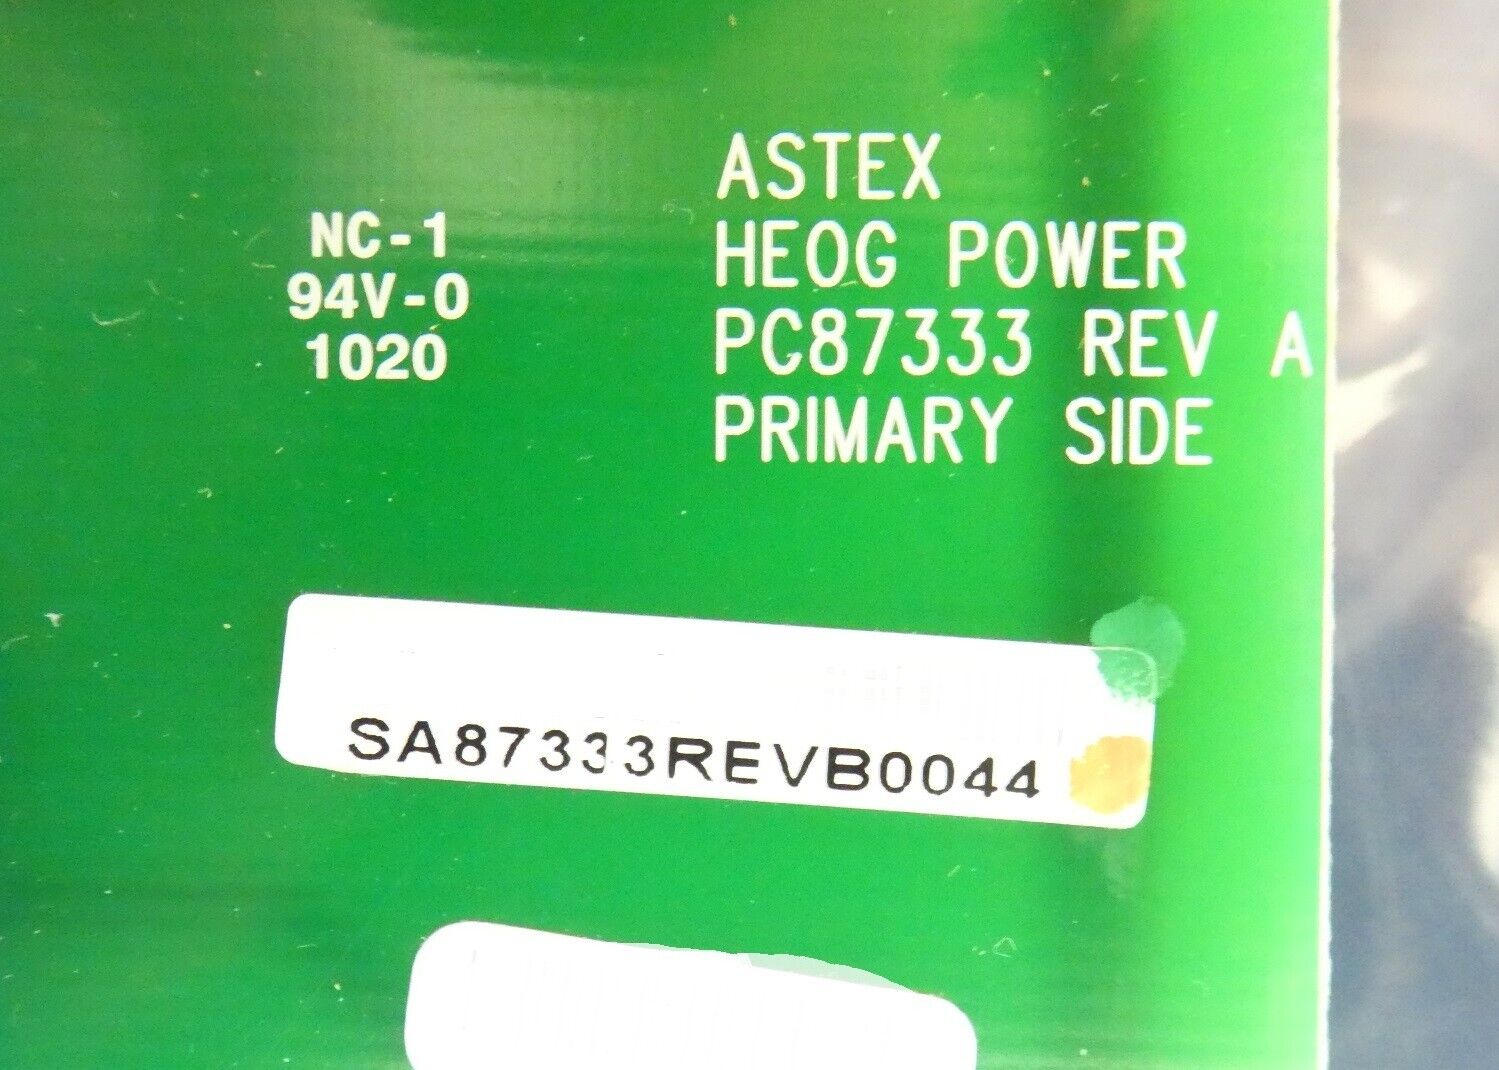 ASTEX
HEOG POWER
PC87333 REV A
PRIMARY SIDE
NC-1
94V-0
1020
SA87333REVB0044